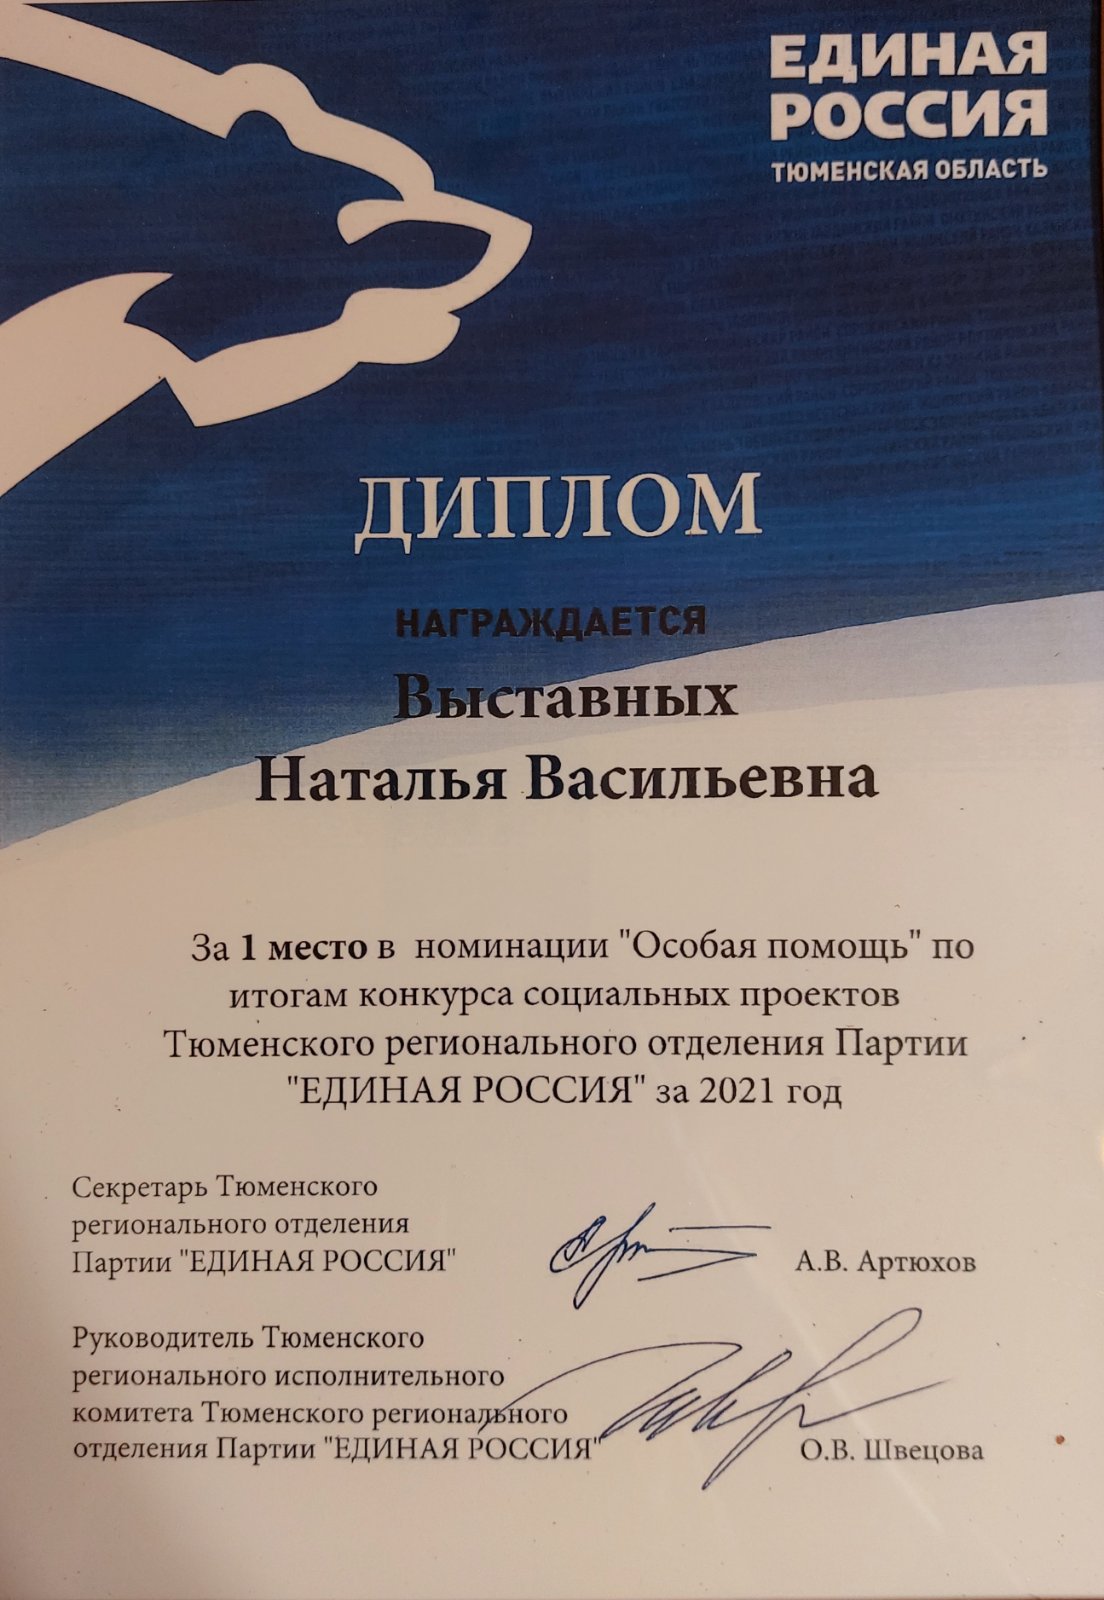 ЕДИНАЯ
РОССИЯ
ТЮМЕНСКАЯ ОБЛАСТЬ
ДИПЛОМ
НАГРАЖДАЕТСЯ
Выставных
Наталья Васильевна
За 1 место в номинации "Особая помощь" по
итогам конкурса социальных проектов
Тюменского регионального отделения Партии
"ЕДИНАЯ РОССИЯ" за 2021 год
Секретарь Тюменского
регионального отделения
Партии "ЕДИНАЯ РОССИЯ"
А.В. Артюхов
Руководитель Тюменского
регионального исполнительного
комитета Тюменского регионального
отделения Партии "ЕДИНАЯ РОССИЯ"
О.В. Швецова